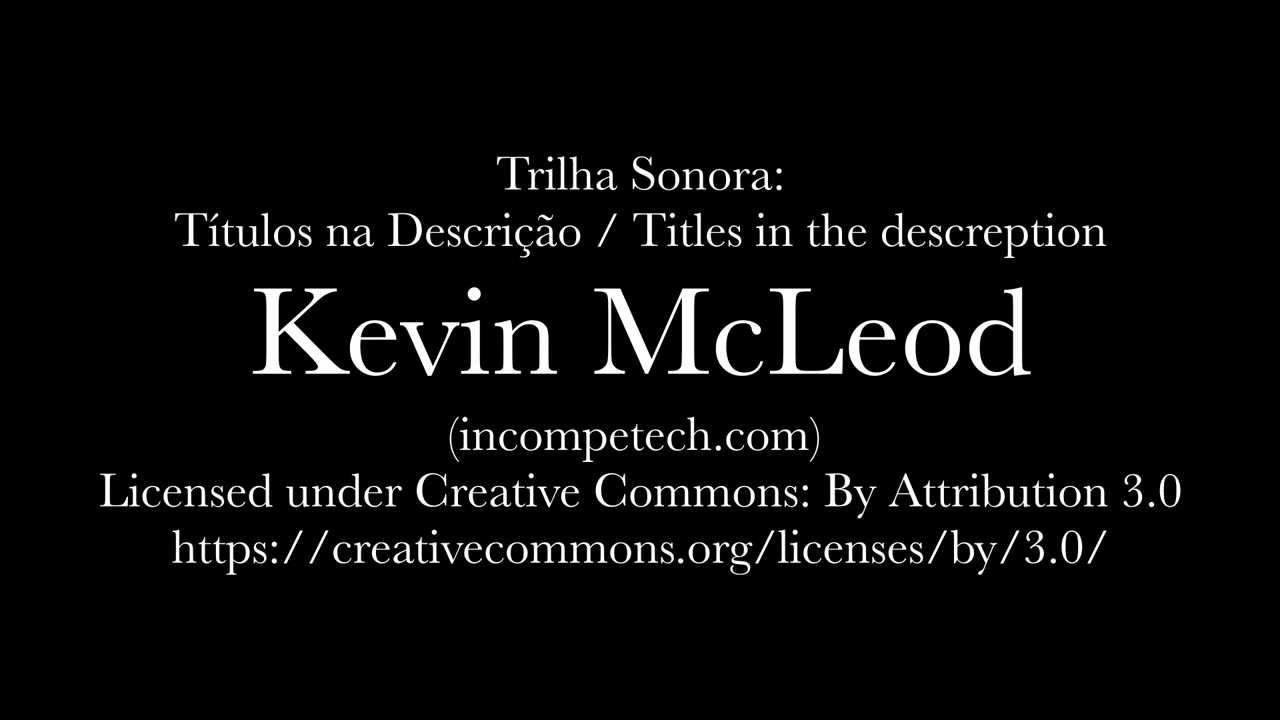 Trilha Sonora:
Títulos na Descrição / Titles in the descreption
Kevin McLeod
(incompetech.com)
Licensed under Creative Commons: By Attribution 3.0
https://creativecommons.org/licenses/by/3.0/